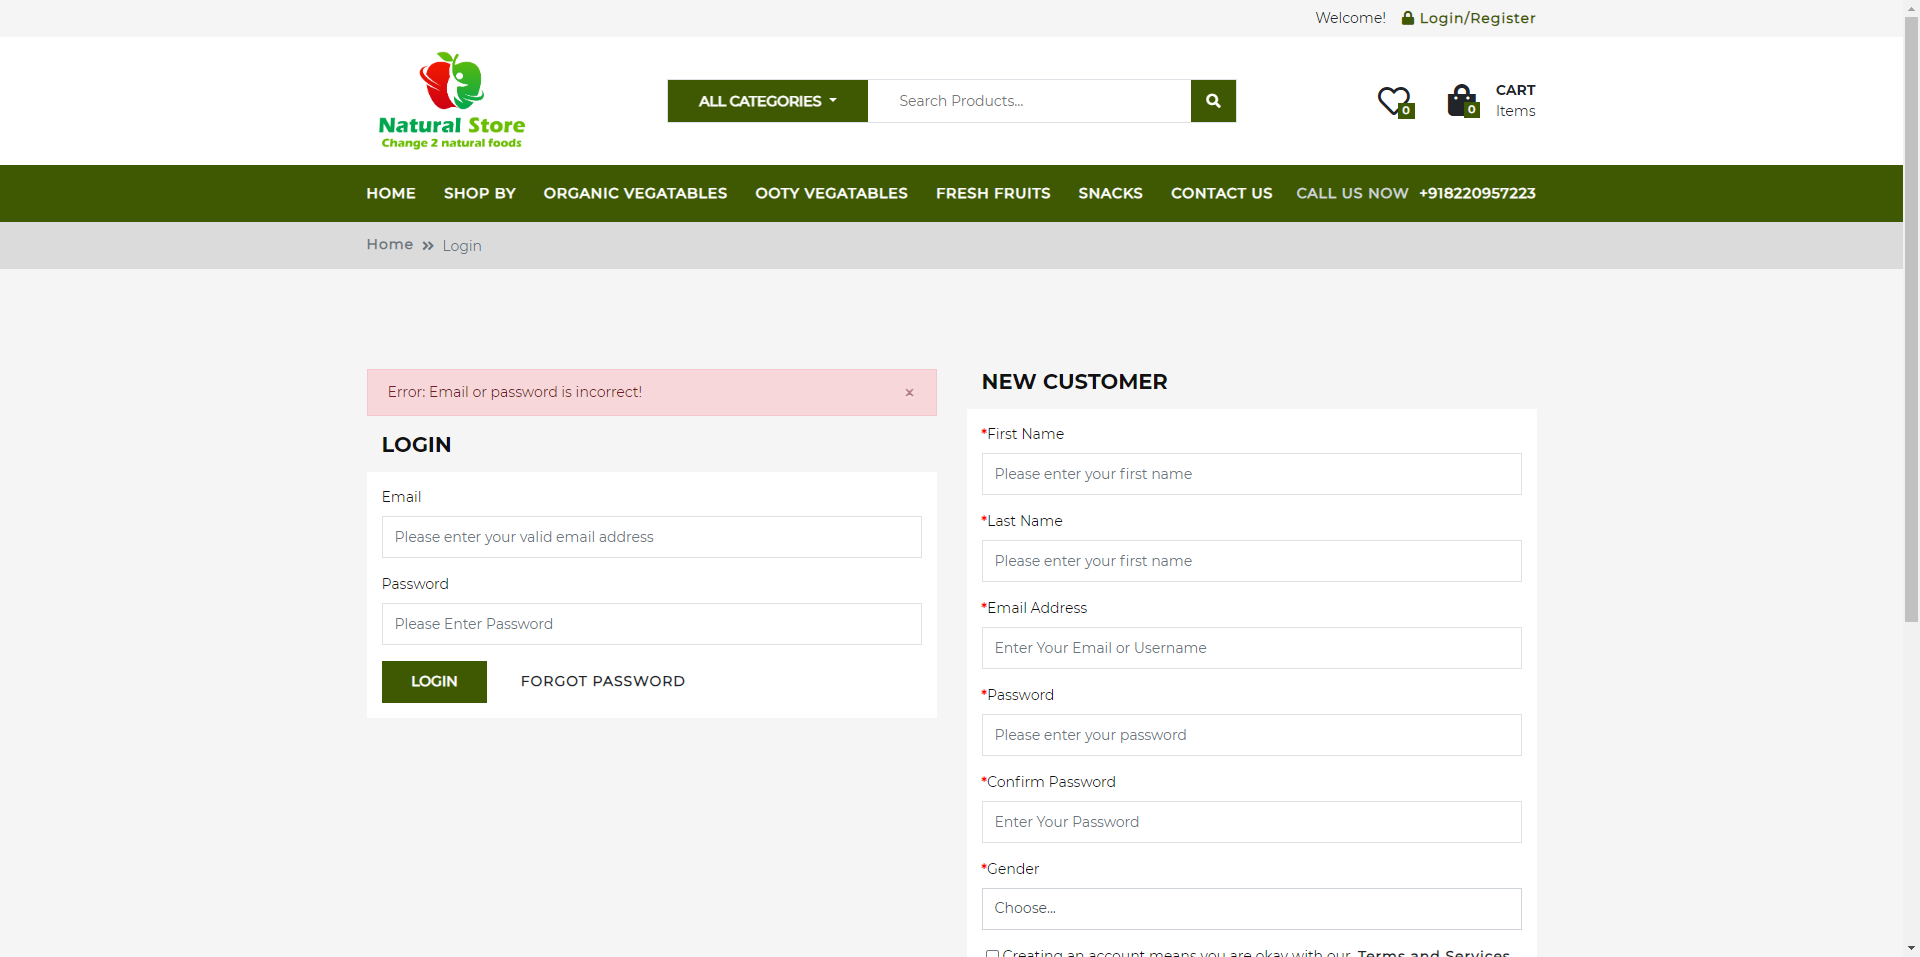 Welcome! Login/Register
Natural Store
Change 2 natural foods
ALL CATEGORIES
Search Products...
0
0
CART
Items
HOME SHOP BY ORGANIC VEGATABLES OOTY VEGATABLES FRESH FRUITS SNACKS CONTACT US CALL US NOW +918220957223
Home » Login
Error: Email or password is incorrect! ×
LOGIN
Email
Please enter your valid email address
Password
Please Enter Password
LOGIN FORGOT PASSWORD
NEW CUSTOMER
*First Name
Please enter your first name
*Last Name
Please enter your first name
*Email Address
Enter Your Email or Username
*Password
Please enter your password
*Confirm Password
Enter Your Password
*Gender
Choose...
Creating an account means you are okay with our Terms and Services